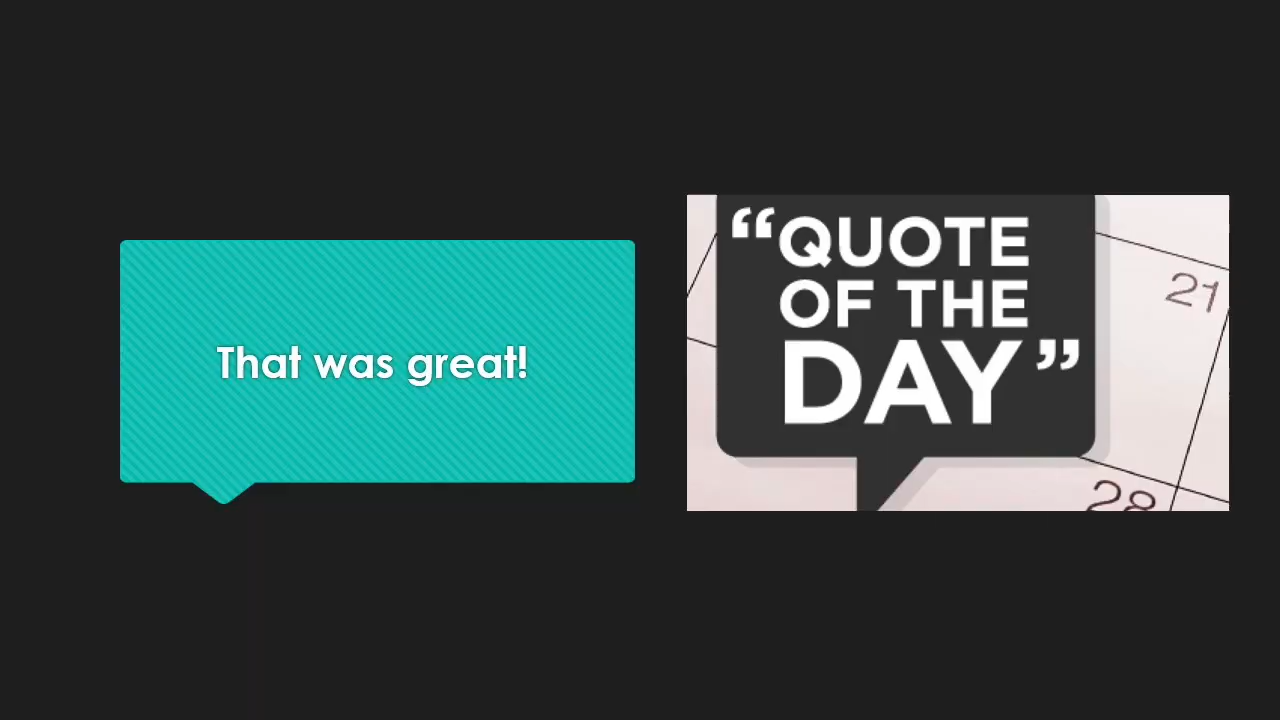 That was great!
“QUOTE
OF THE
DAY”
21
28